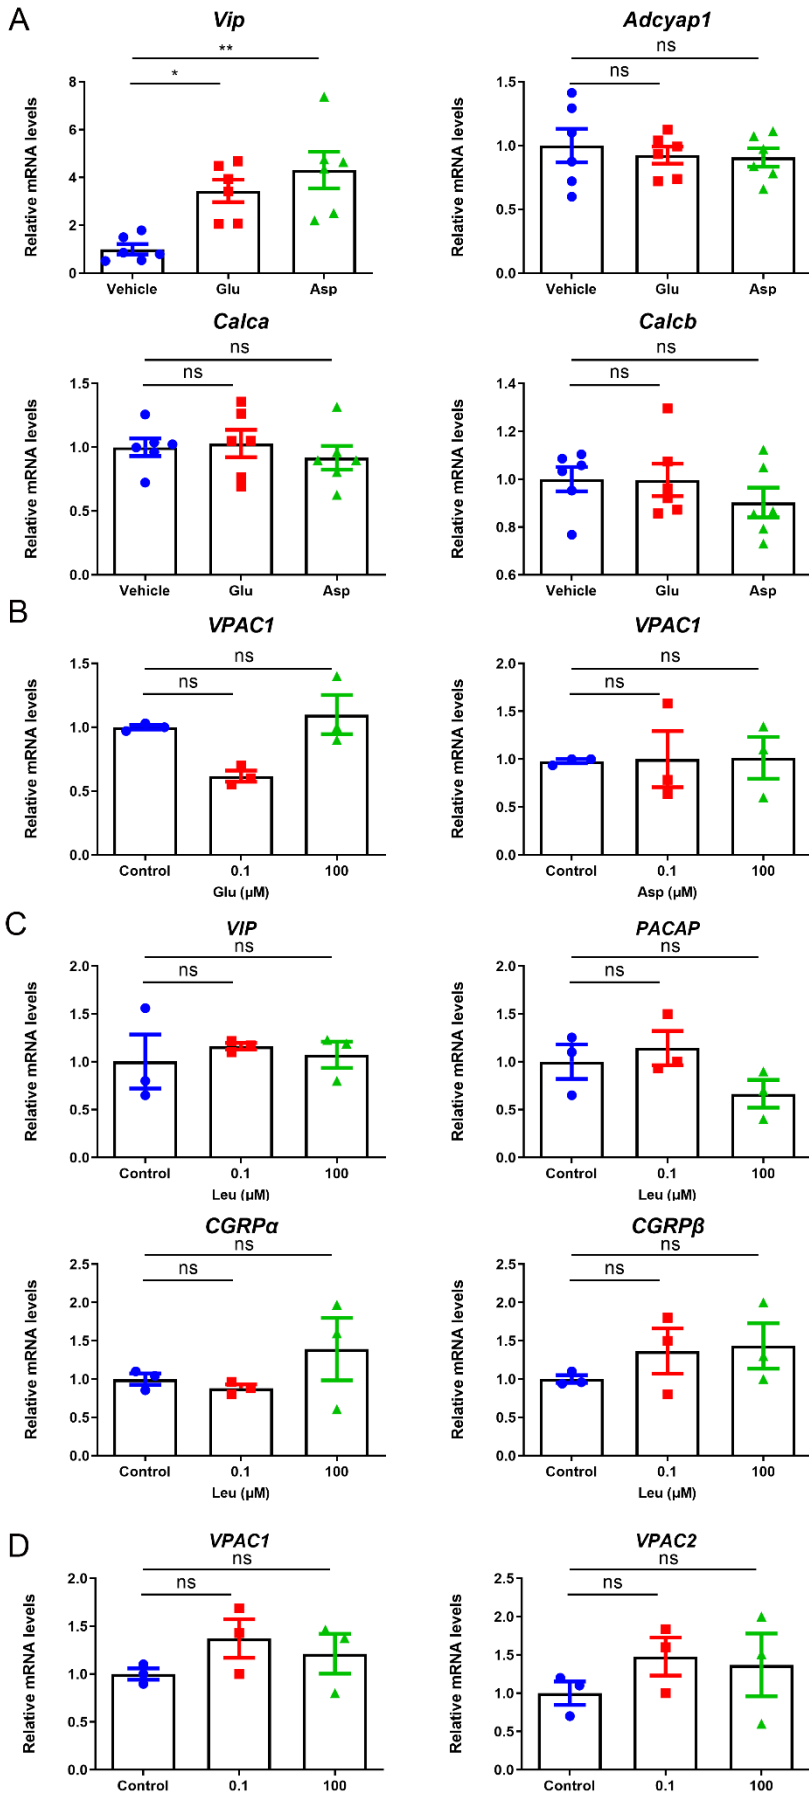 A
Vip
**
*
Relative mRNA levels
8
6
4
2
0
Vehicle Glu Asp
Adcyap1
ns
ns
Relative mRNA levels
1.5
1.0
0.5
0.0
Vehicle Glu Asp
Calca
ns
ns
Relative mRNA levels
1.5
1.0
0.5
0.0
Vehicle Glu Asp
Calcb
ns
ns
Relative mRNA levels
1.4
1.2
1.0
0.8
0.6
Vehicle Glu Asp
B
VPAC1
ns
ns
Relative mRNA levels
1.5
1.0
0.5
0.0
Control 0.1 100
Glu (µM)
VPAC1
ns
ns
Relative mRNA levels
2.0
1.5
1.0
0.5
0.0
Control 0.1 100
Asp (µM)
C
VIP
ns
ns
Relative mRNA levels
2.0
1.5
1.0
0.5
0.0
Control 0.1 100
Leu (µM)
PACAP
ns
ns
Relative mRNA levels
2.0
1.5
1.0
0.5
0.0
Control 0.1 100
Leu (µM)
CGRPα
ns
ns
Relative mRNA levels
2.5
2.0
1.5
1.0
0.5
0.0
Control 0.1 100
Leu (µM)
CGRPβ
ns
ns
Relative mRNA levels
2.5
2.0
1.5
1.0
0.5
0.0
Control 0.1 100
Leu (µM)
D
VPAC1
ns
ns
Relative mRNA levels
2.0
1.5
1.0
0.5
0.0
Control 0.1 100
VPAC2
ns
ns
Relative mRNA levels
2.5
2.0
1.5
1.0
0.5
0.0
Control 0.1 100